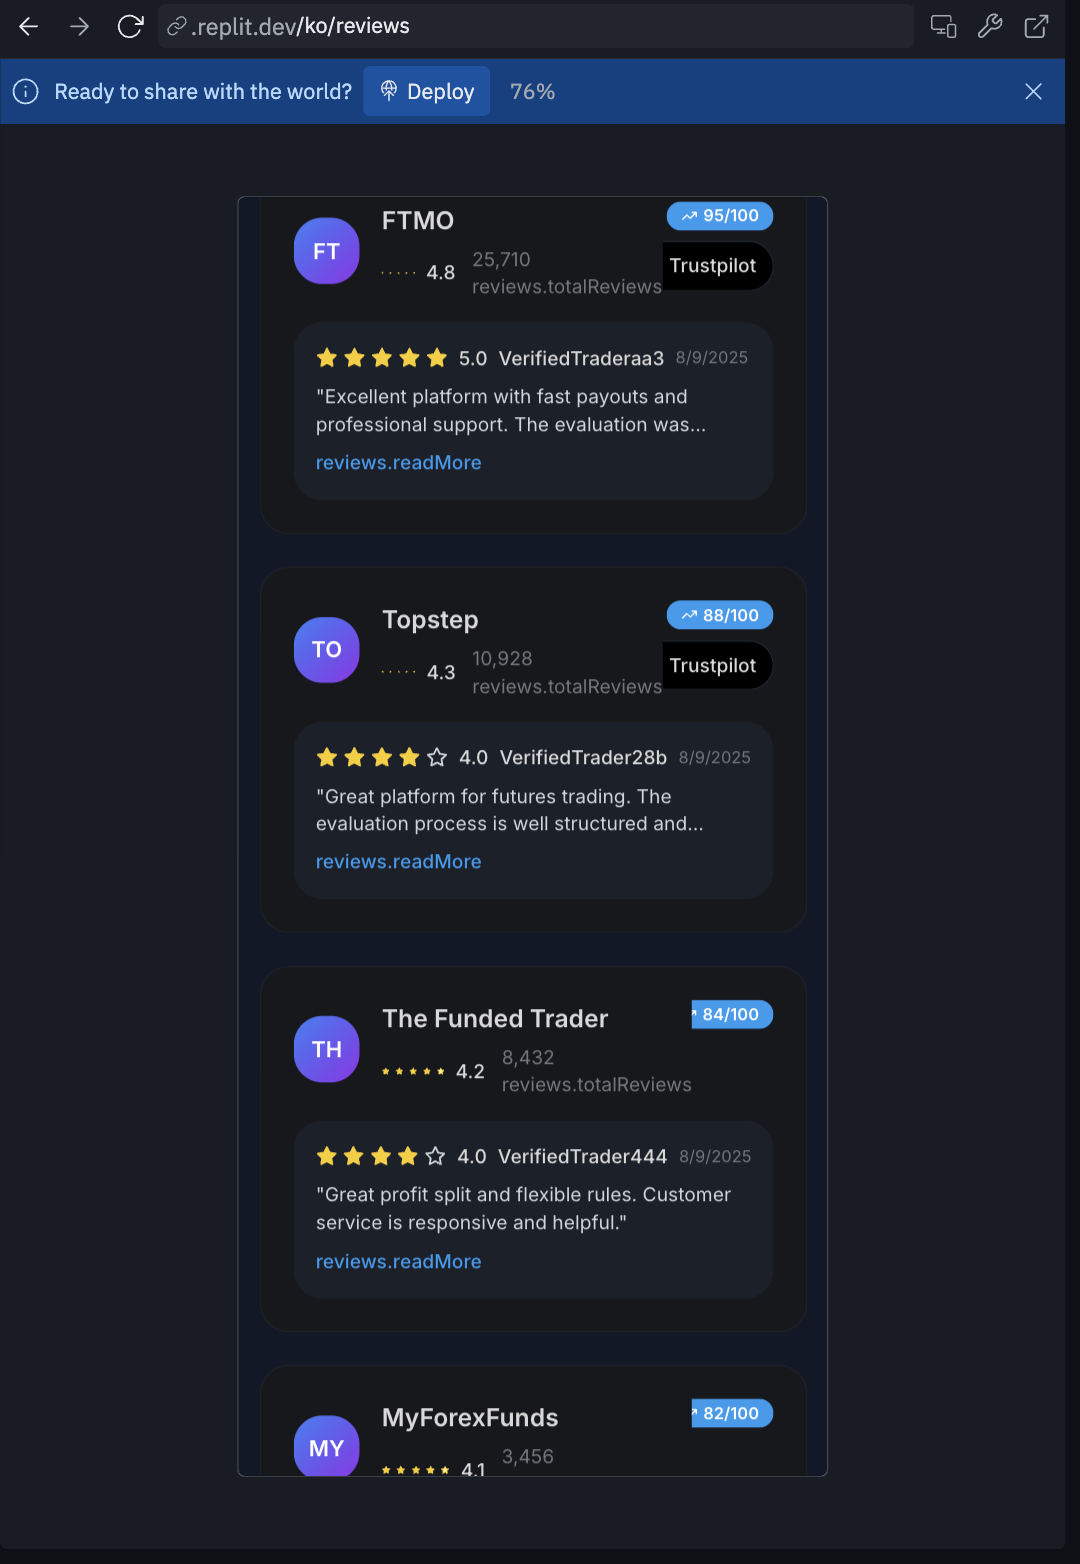 .replit.dev/ko/reviews
Ready to share with the world? Deploy 76%
FTMO
95/100
FT
4.8
25,710
reviews.totalReviews
Trustpilot
5.0 VerifiedTraderaa3 8/9/2025
"Excellent platform with fast payouts and
professional support. The evaluation was...
reviews.readMore
Topstep
88/100
TO
4.3
10,928
reviews.totalReviews
Trustpilot
4.0 VerifiedTrader28b 8/9/2025
"Great platform for futures trading. The
evaluation process is well structured and...
reviews.readMore
The Funded Trader
84/100
TH
4.2
8,432
reviews.totalReviews
4.0 VerifiedTrader444 8/9/2025
"Great profit split and flexible rules. Customer
service is responsive and helpful."
reviews.readMore
MyForexFunds
82/100
MY
4.1
3,456